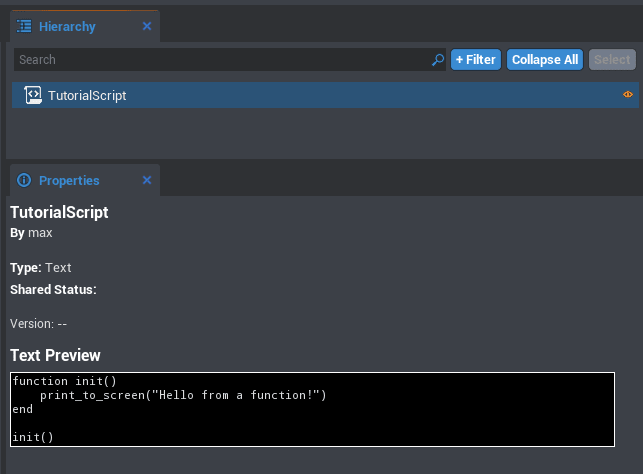 Hierarchy
Search
+ Filter
Collapse All
Select
TutorialScript
Properties
TutorialScript
By max
Type: Text
Shared Status:
Version: --
Text Preview
function init()
    print_to_screen("Hello from a function!")
end
init()